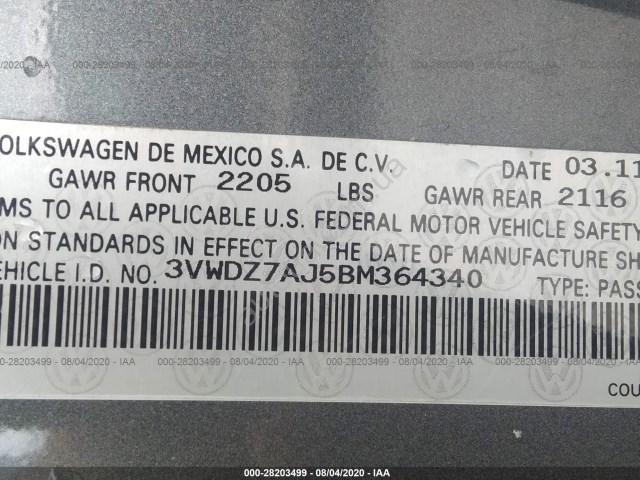 OLKSWAGEN DE MEXICO S.A. DE C.V. DATE 03.11
GAWR FRONT 2205 LBS GAWR REAR 2116
MS TO ALL APPLICABLE U.S. FEDERAL MOTOR VEHICLE SAFETY
ON STANDARDS IN EFFECT ON THE DATE OF MANUFACTURE SH
EHICLE I.D. NO. 3VWDZ7AJ5BM364340 TYPE: PASS
COU
000-28203499 - 08/04/2020 - IAA